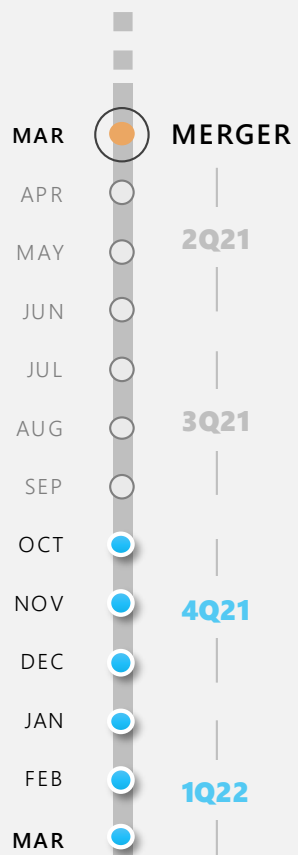 MAR MERGER
APR
2Q21
MAY
JUN
JUL
3Q21
AUG
SEP
OCT
NOV 4Q21
DEC
JAN
FEB 1Q22
MAR